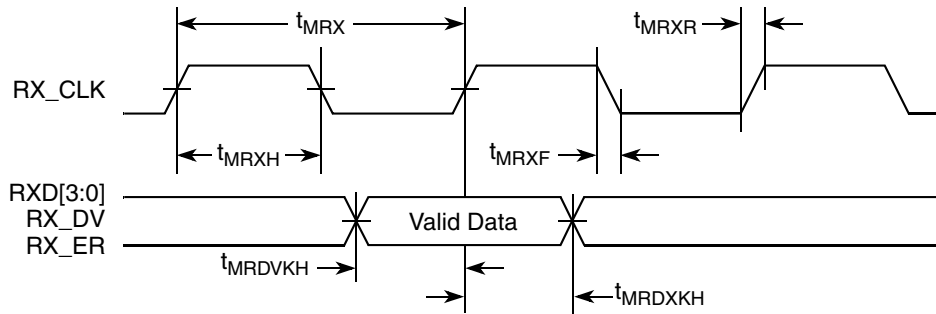 tMRX
tMRXR
RX_CLK
tMRXH
tMRXF
RXD[3:0]
RX_DV
Valid Data
RX_ER
tMRDVKH
tMRDXKH